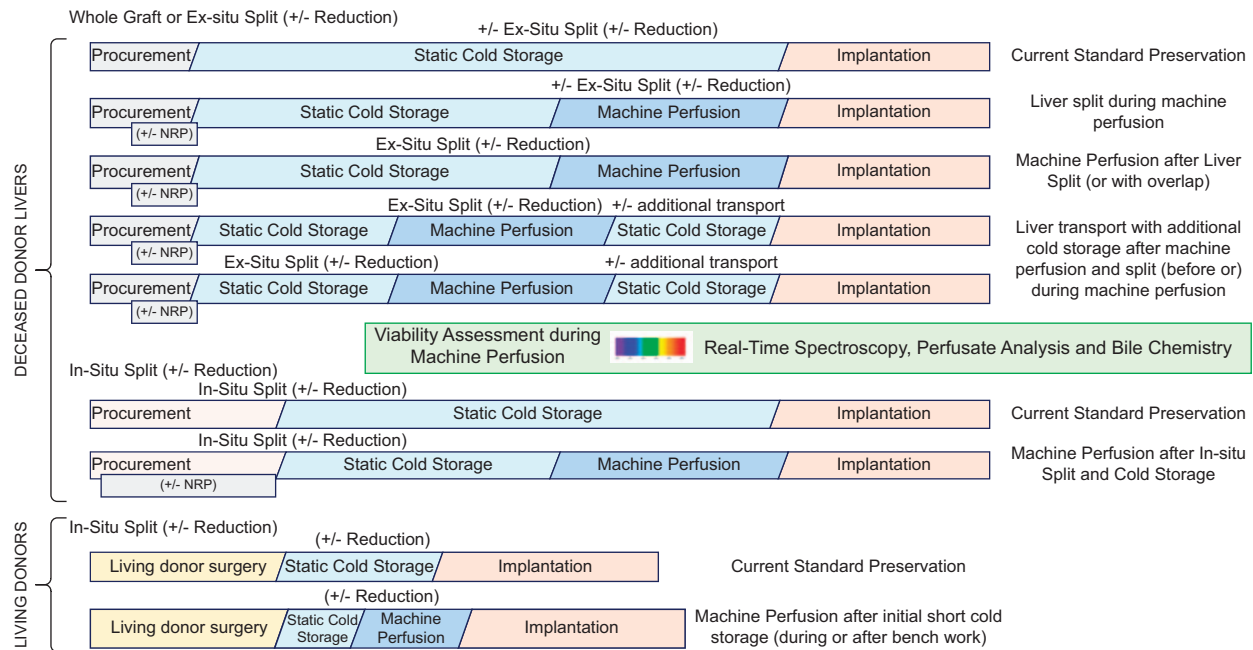 Whole Graft or Ex-situ Split (+/- Reduction)
+/- Ex-Situ Split (+/- Reduction)
Procurement
Static Cold Storage
Implantation
Current Standard Preservation
+/- Ex-Situ Split (+/- Reduction)
Procurement
(+/- NRP)
Static Cold Storage
Machine Perfusion
Implantation
Liver split during machine
perfusion
Ex-Situ Split (+/- Reduction)
Procurement
(+/- NRP)
Static Cold Storage
Machine Perfusion
Implantation
Machine Perfusion after Liver
Split (or with overlap)
Ex-Situ Split (+/- Reduction)
+/- additional transport
Procurement
(+/- NRP)
Static Cold Storage
Machine Perfusion
Static Cold Storage
Implantation
Ex-Situ Split (+/- Reduction)
+/- additional transport
Procurement
(+/- NRP)
Static Cold Storage
Machine Perfusion
Static Cold Storage
Implantation
Liver transport with additional
cold storage after machine
perfusion and split (before or)
during machine perfusion
DECEASED DONOR LIVERS
Viability Assessment during
Machine Perfusion
Real-Time Spectroscopy, Perfusate Analysis and Bile Chemistry
In-Situ Split (+/- Reduction)
In-Situ Split (+/- Reduction)
Procurement
Static Cold Storage
Implantation
Current Standard Preservation
In-Situ Split (+/- Reduction)
Procurement
(+/- NRP)
Static Cold Storage
Machine Perfusion
Implantation
Machine Perfusion after In-situ
Split and Cold Storage
LIVING DONORS
In-Situ Split (+/- Reduction)
(+/- Reduction)
Living donor surgery
Static Cold Storage
Implantation
Current Standard Preservation
(+/- Reduction)
Living donor surgery
Static Cold
Storage
Machine
Perfusion
Implantation
Machine Perfusion after initial short cold
storage (during or after bench work)